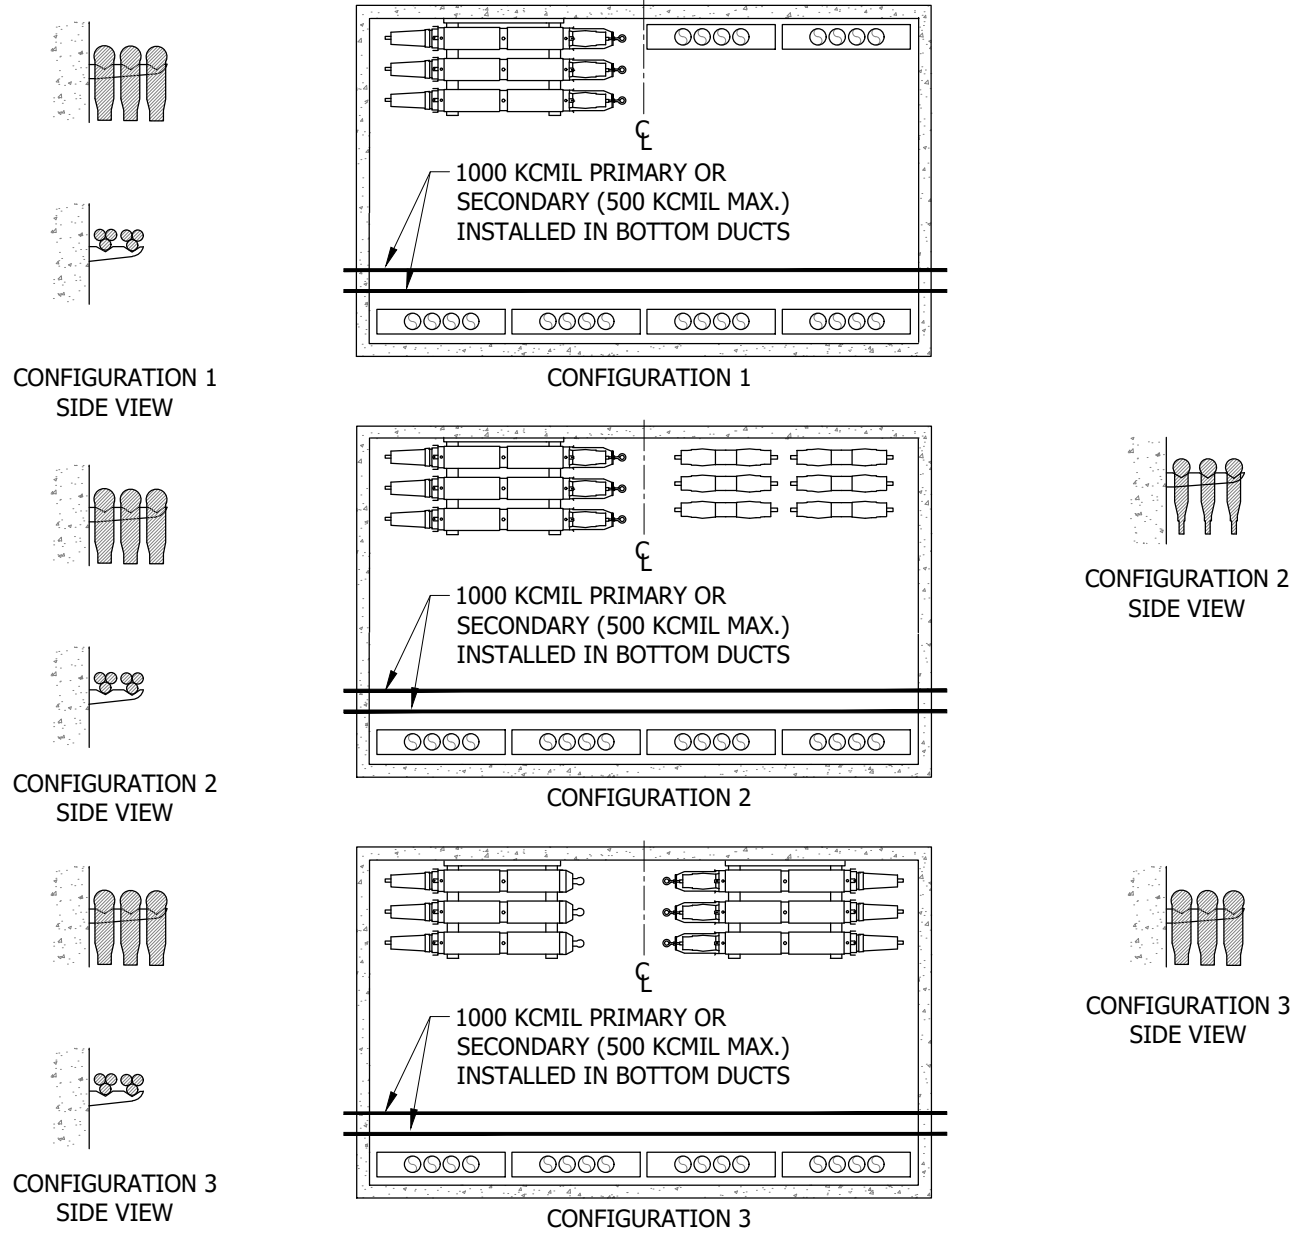 ℄
1000 KCMIL PRIMARY OR
SECONDARY (500 KCMIL MAX.)
INSTALLED IN BOTTOM DUCTS
CONFIGURATION 1
SIDE VIEW
CONFIGURATION 1
℄
1000 KCMIL PRIMARY OR
SECONDARY (500 KCMIL MAX.)
INSTALLED IN BOTTOM DUCTS
CONFIGURATION 2
SIDE VIEW
CONFIGURATION 2
SIDE VIEW
CONFIGURATION 2
℄
1000 KCMIL PRIMARY OR
SECONDARY (500 KCMIL MAX.)
INSTALLED IN BOTTOM DUCTS
CONFIGURATION 3
SIDE VIEW
CONFIGURATION 3
SIDE VIEW
CONFIGURATION 3